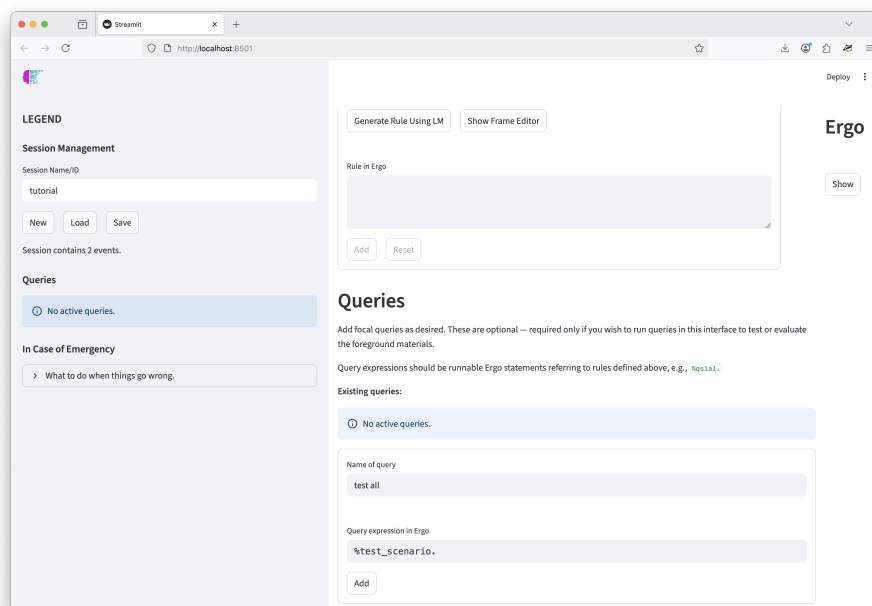 Streamlit
http://localhost:8501
Deploy
LEGEND
Session Management
Session Name/ID
tutorial
New
Load
Save
Session contains 2 events.
Queries
No active queries.
In Case of Emergency
What to do when things go wrong.
Generate Rule Using LM
Show Frame Editor
Rule in Ergo
Add
Reset
Queries
Add focal queries as desired. These are optional — required only if you wish to run queries in this interface to test or evaluate
the foreground materials.
Query expressions should be runnable Ergo statements referring to rules defined above, e.g., %qs1a1.
Existing queries:
No active queries.
Name of query
test all
Query expression in Ergo
%test_scenario.
Add
Ergo
Show